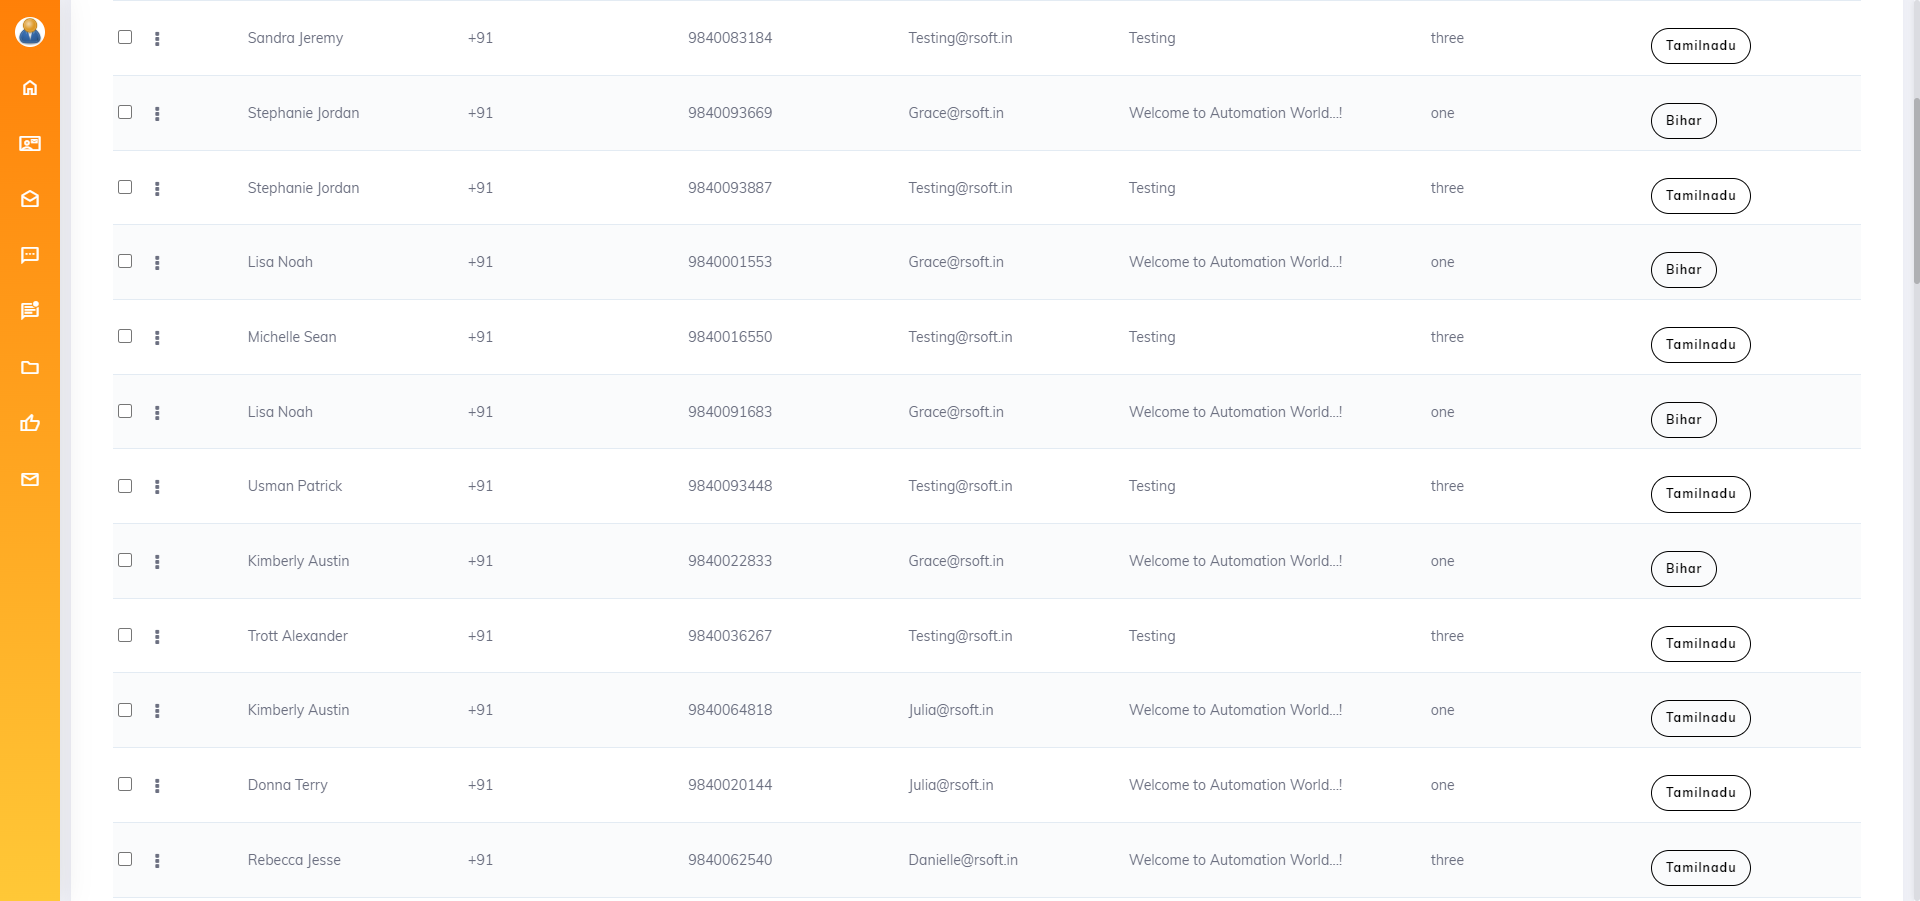 Sandra Jeremy +91 9840083184 Testing@rsoft.in Testing three Tamilnadu
Stephanie Jordan +91 9840093669 Grace@rsoft.in Welcome to Automation World...! one Bihar
Stephanie Jordan +91 9840093887 Testing@rsoft.in Testing three Tamilnadu
Lisa Noah +91 9840001553 Grace@rsoft.in Welcome to Automation World...! one Bihar
Michelle Sean +91 9840016550 Testing@rsoft.in Testing three Tamilnadu
Lisa Noah +91 9840091683 Grace@rsoft.in Welcome to Automation World...! one Bihar
Usman Patrick +91 9840093448 Testing@rsoft.in Testing three Tamilnadu
Kimberly Austin +91 9840022833 Grace@rsoft.in Welcome to Automation World...! one Bihar
Trott Alexander +91 9840036267 Testing@rsoft.in Testing three Tamilnadu
Kimberly Austin +91 9840064818 Julia@rsoft.in Welcome to Automation World...! one Tamilnadu
Donna Terry +91 9840020144 Julia@rsoft.in Welcome to Automation World...! one Tamilnadu
Rebecca Jesse +91 9840062540 Danielle@rsoft.in Welcome to Automation World...! three Tamilnadu